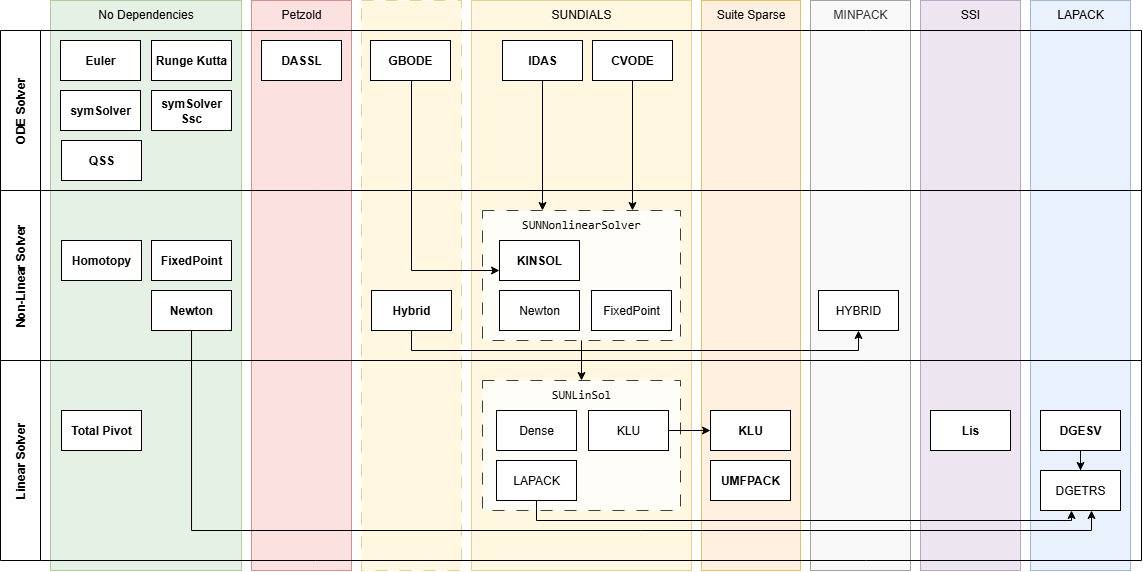 No Dependencies
Petzold
SUNDIALS
Suite Sparse
MINPACK
SSI
LAPACK
ODE Solver
Euler
Runge Kutta
DASSL
GBODE
IDAS
CVODE
symSolver
symSolver
Ssc
QSS
Non-Linear Solver
SUNNonlinearSolver
Homotopy
FixedPoint
KINSOL
Newton
Hybrid
Newton
FixedPoint
HYBRID
Linear Solver
SUNLinSol
Total Pivot
Dense
KLU
KLU
Lis
DGESV
LAPACK
UMFPACK
DGETRS